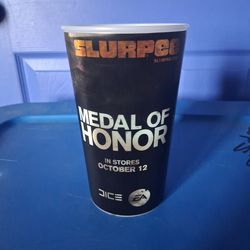 SLURPEE
MEDAL OF
HONOR
IN STORES
OCTOBER 12
DICE
EA